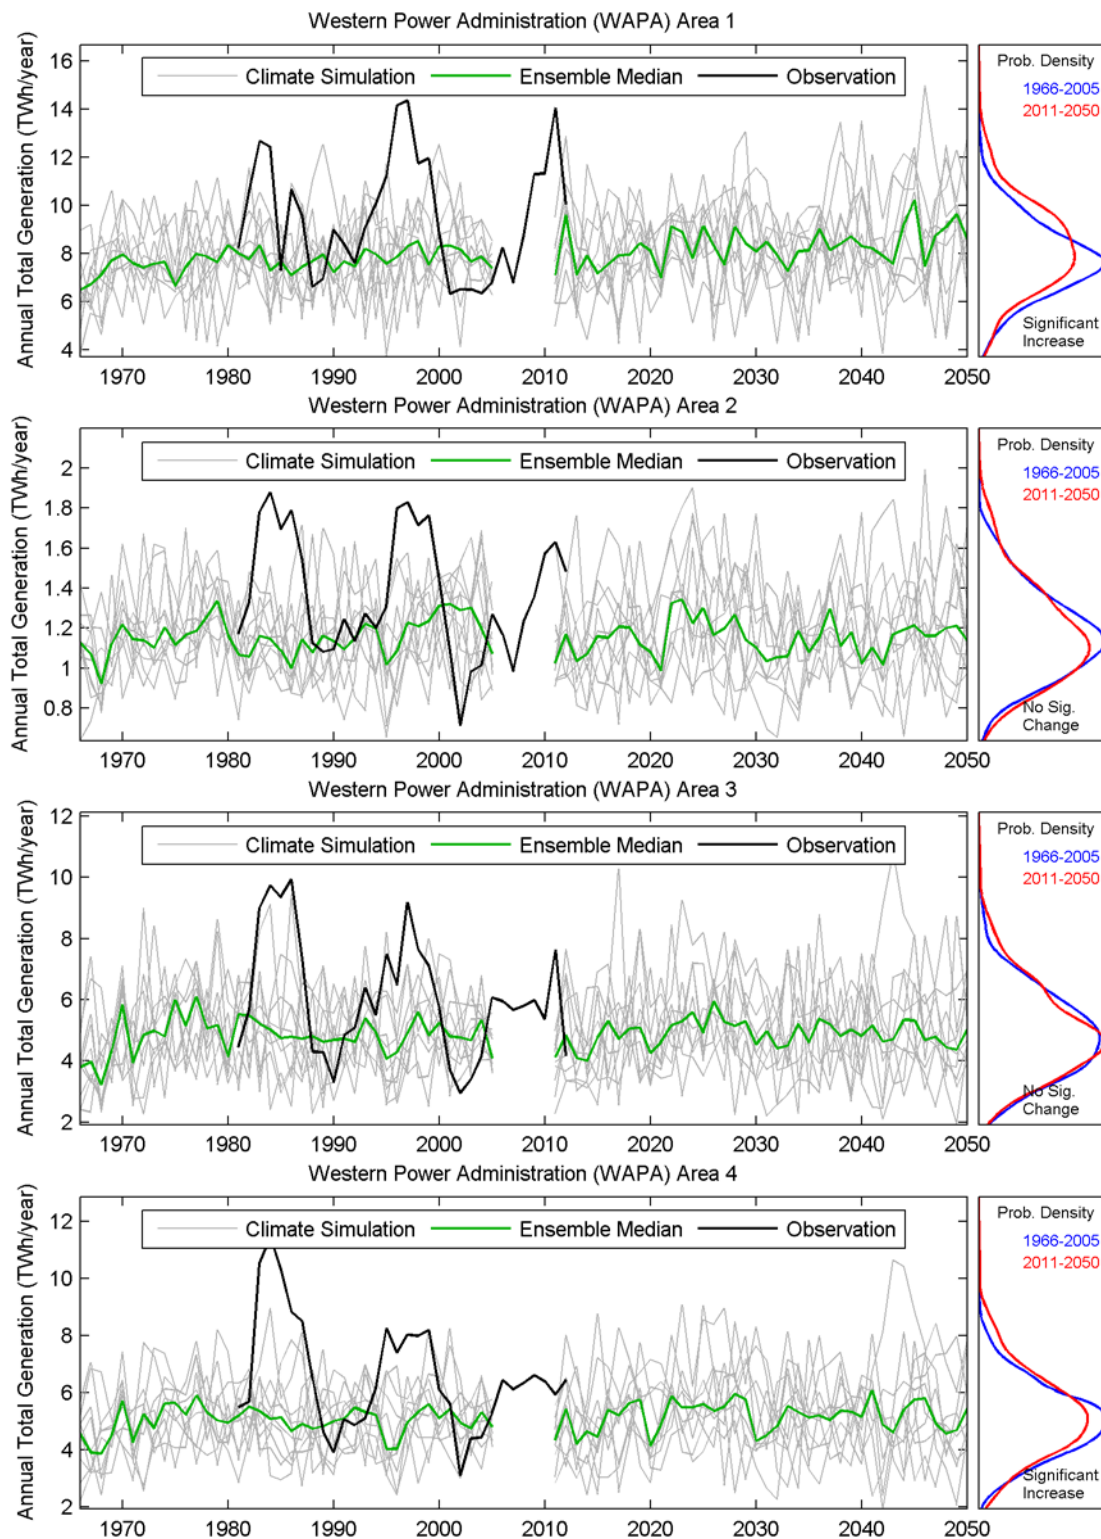 Western Power Administration (WAPA) Area 1
Annual Total Generation (TWh/year)
16
14
12
10
8
6
4
Climate Simulation Ensemble Median Observation
1970 1980 1990 2000 2010 2020 2030 2040 2050
Prob. Density
1966-2005
2011-2050
Significant
Increase
Western Power Administration (WAPA) Area 2
Annual Total Generation (TWh/year)
2
1.8
1.6
1.4
1.2
1
0.8
Climate Simulation Ensemble Median Observation
1970 1980 1990 2000 2010 2020 2030 2040 2050
Prob. Density
1966-2005
2011-2050
No Sig.
Change
Western Power Administration (WAPA) Area 3
Annual Total Generation (TWh/year)
12
10
8
6
4
2
Climate Simulation Ensemble Median Observation
1970 1980 1990 2000 2010 2020 2030 2040 2050
Prob. Density
1966-2005
2011-2050
No Sig.
Change
Western Power Administration (WAPA) Area 4
Annual Total Generation (TWh/year)
12
10
8
6
4
2
Climate Simulation Ensemble Median Observation
1970 1980 1990 2000 2010 2020 2030 2040 2050
Prob. Density
1966-2005
2011-2050
Significant
Increase